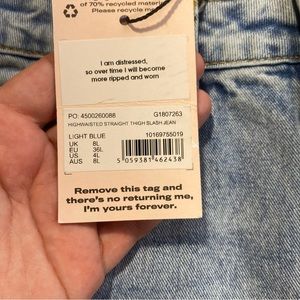 of 70% recycled materi
Please recycle me.
I am distressed,
so over time I will become
more ripped and worn
PO: 4500260088 G1807263
HIGHWAISTED STRAIGHT THIGH SLASH JEAN
LIGHT BLUE 10169755019
UK 8L
EU 36L
US 4L
AUS 8L
5 059381 462438
Remove this tag and
there's no returning me,
I'm yours forever.